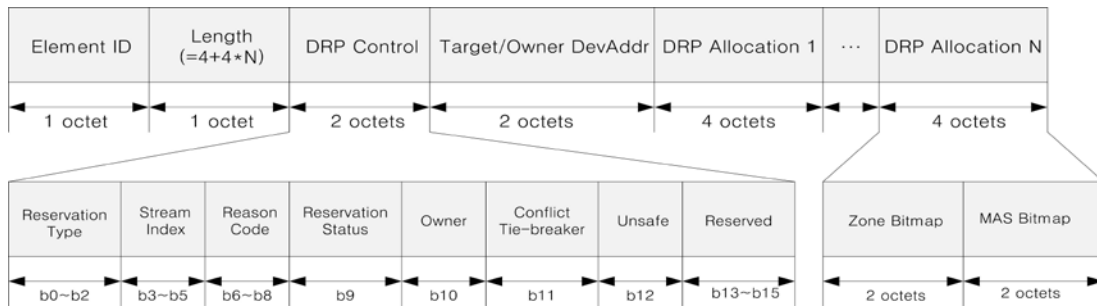 Element ID
Length
(=4+4*N)
DRP Control
Target/Owner DevAddr
DRP Allocation 1
···
DRP Allocation N
1 octet
1 octet
2 octets
2 octets
4 octets
4 octets
Reservation
Type
Stream
Index
Reason
Code
Reservation
Status
Owner
Conflict
Tie-breaker
Unsafe
Reserved
Zone Bitmap
MAS Bitmap
b0~b2
b3~b5
b6~b8
b9
b10
b11
b12
b13~b15
2 octets
2 octets